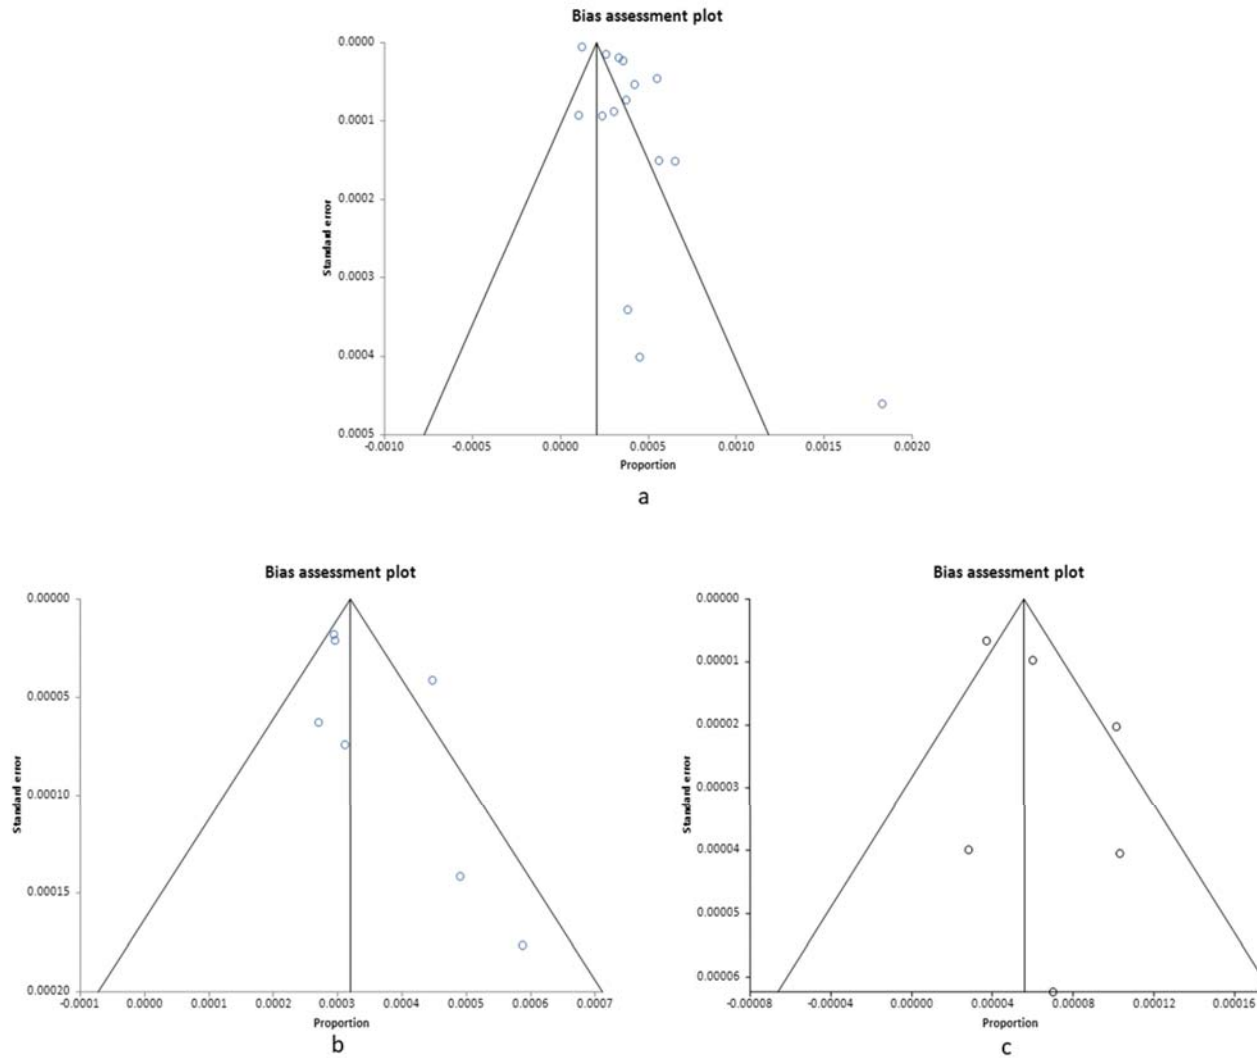 Bias assessment plot
0.0000
0.0001
0.0002
0.0003
0.0004
0.0005
Standard error
-0.0010 -0.0005 0.0000 0.0005 0.0010 0.0015 0.0020
Proportion
a
Bias assessment plot
0.00000
0.00005
0.00010
0.00015
0.00020
Standard error
-0.0001 0.0000 0.0001 0.0002 0.0003 0.0004 0.0005 0.0006 0.0007
Proportion
b
Bias assessment plot
0.00000
0.00001
0.00002
0.00003
0.00004
0.00005
0.00006
Standard error
-0.00008 -0.00004 0.00000 0.00004 0.00008 0.00012 0.00016
Proportion
c